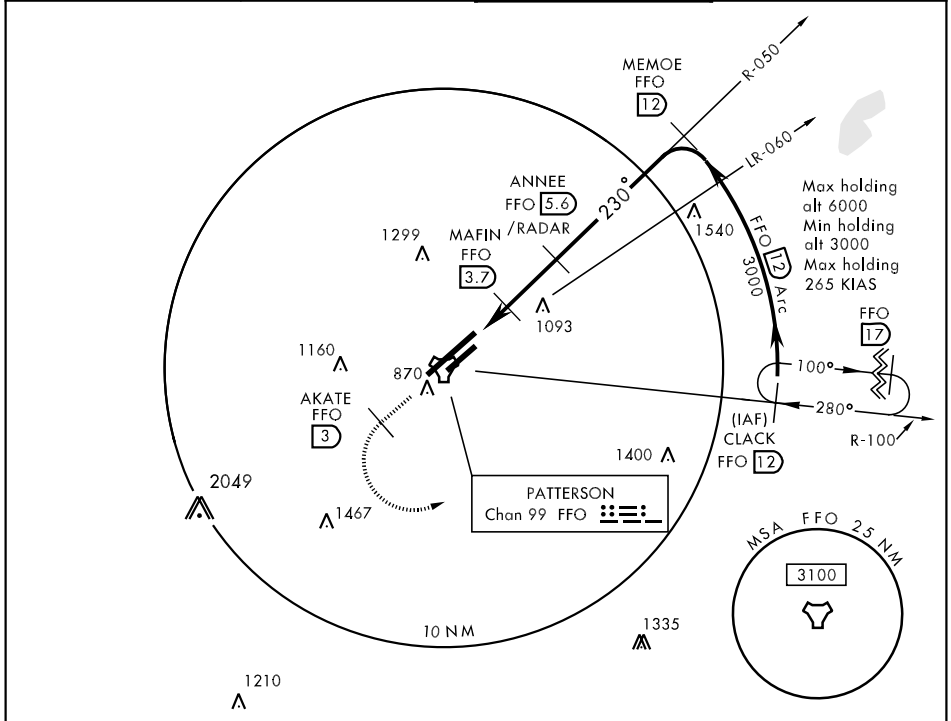 R-050
MEMOE
FFO
12
LR-060
ANNEE
FFO 5.6
/RADAR
230°
MAFIN
FFO
3.7
1299
1540
1093
FFO 12 Arc
3000
Max holding
alt 6000
Min holding
alt 3000
Max holding
265 KIAS
FFO
17
100°
280°
R-100
(IAF)
CLACK
FFO 12
1160
870
AKATE
FFO
3
1400
PATTERSON
Chan 99 FFO
2049
1467
MSA FFO 25 NM
3100
10 NM
1335
1210